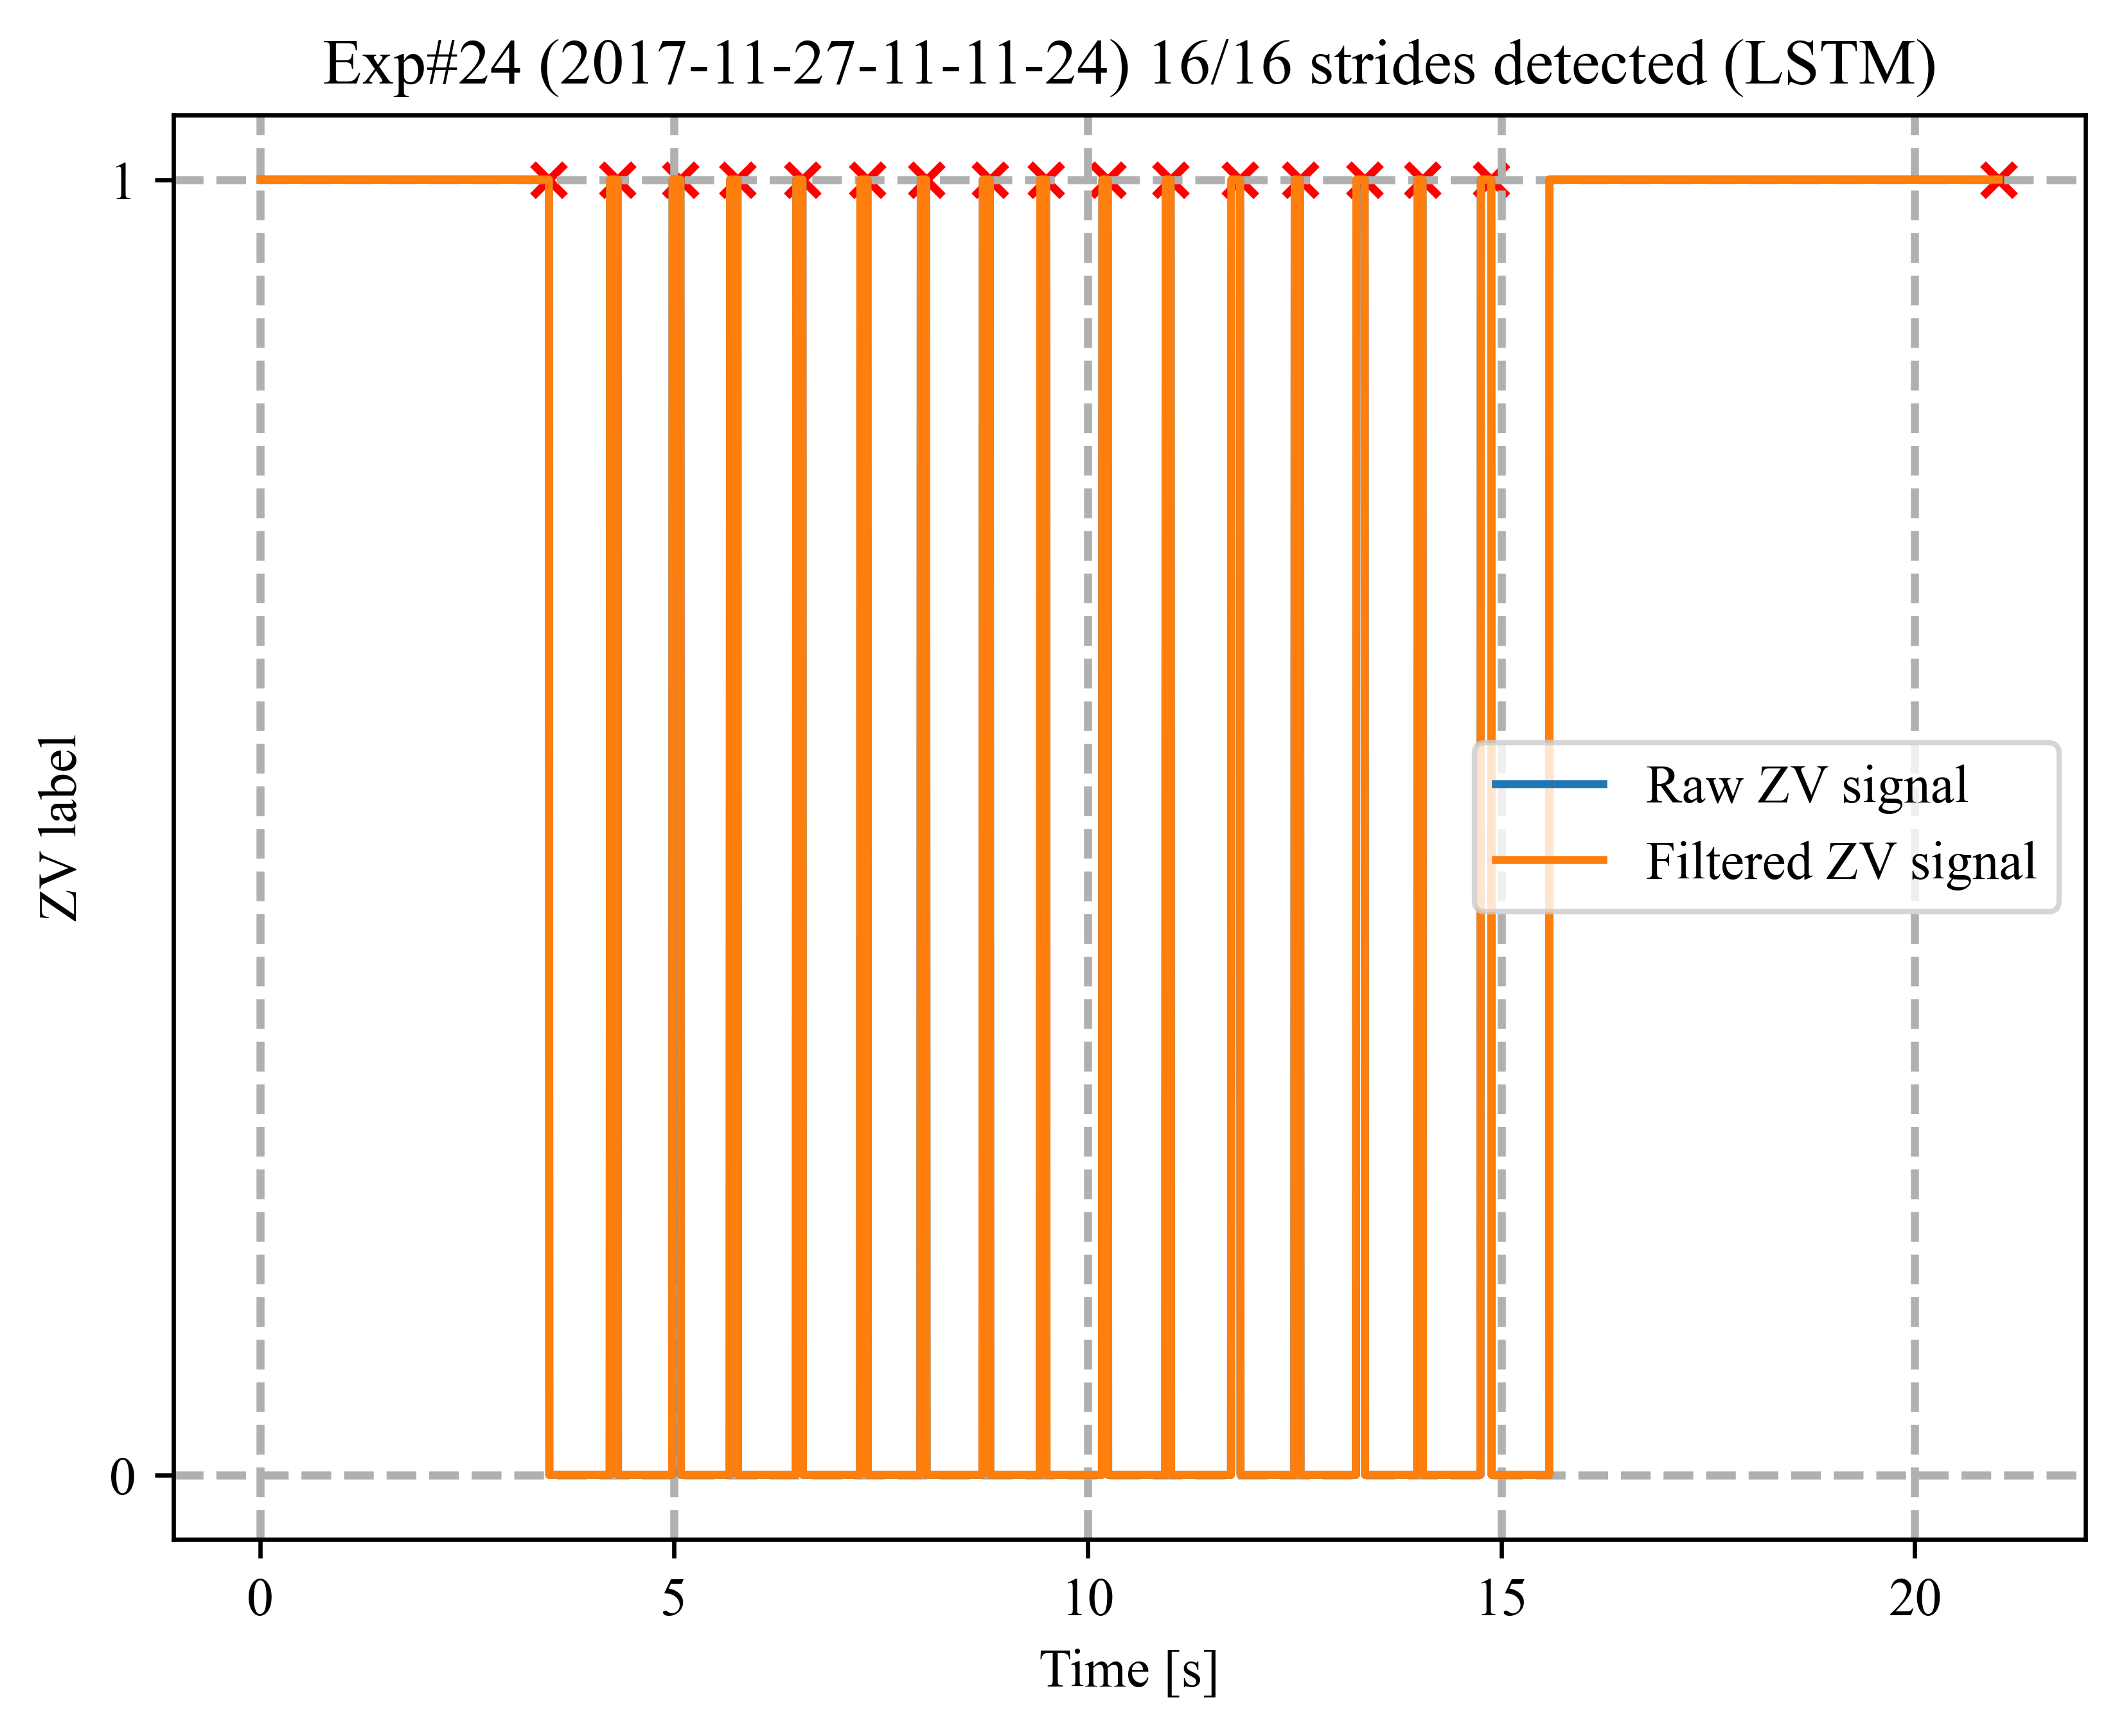 Exp#24 (2017-11-27-11-11-24) 16/16 strides detected (LSTM)
1
ZV label
Raw ZV signal
Filtered ZV signal
0
0 5 10 15 20
Time [s]